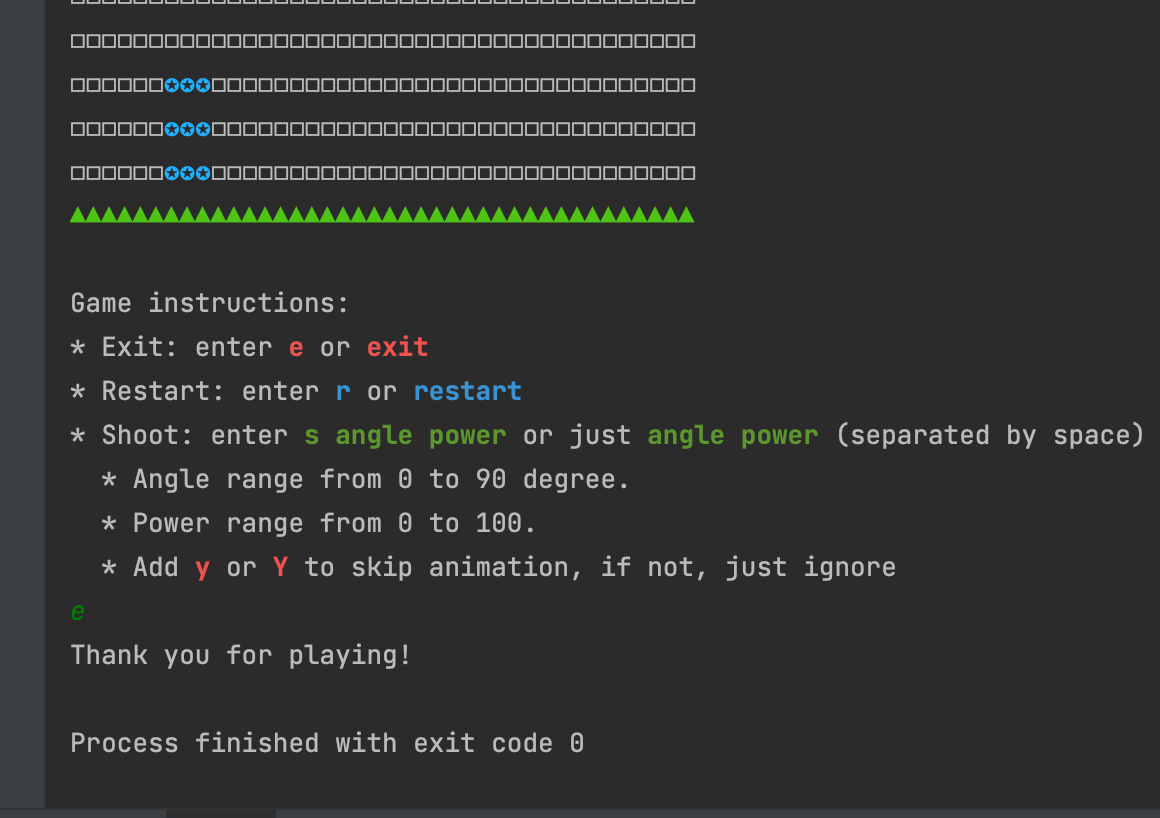 Game instructions:
* Exit: enter e or exit
* Restart: enter r or restart
* Shoot: enter s angle power or just angle power (separated by space)
* Angle range from 0 to 90 degree.
* Power range from 0 to 100.
* Add y or Y to skip animation, if not, just ignore
e
Thank you for playing!
Process finished with exit code 0